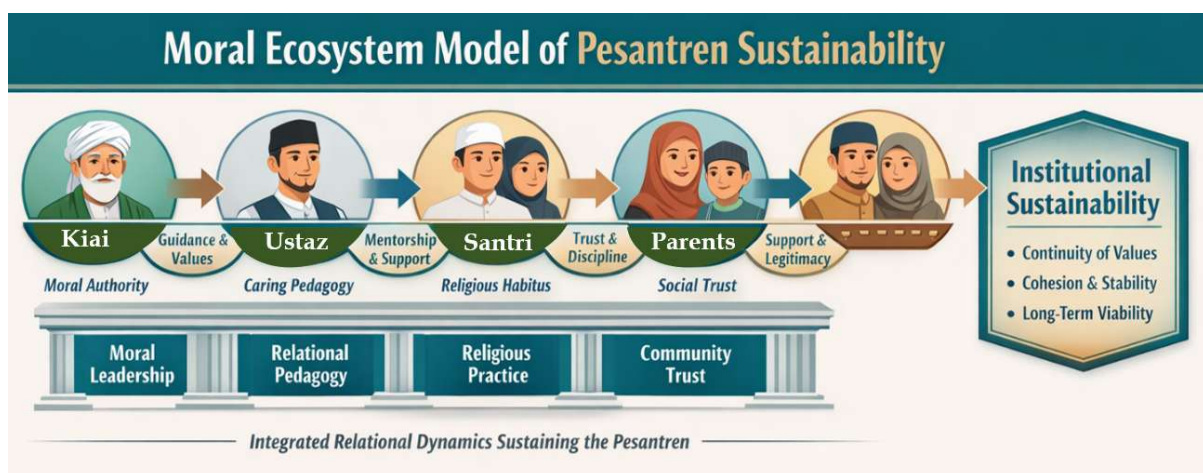 Moral Ecosystem Model of Pesantren Sustainability
Kiai
Guidance &
Values
Ustaz
Mentorship
& Support
Santri
Trust &
Discipline
Parents
Support &
Legitimacy
Moral Authority
Caring Pedagogy
Religious Habitus
Social Trust
Moral
Leadership
Relational
Pedagogy
Religious
Practice
Community
Trust
Integrated Relational Dynamics Sustaining the Pesantren
Institutional
Sustainability
• Continuity of Values
• Cohesion & Stability
• Long-Term Viability